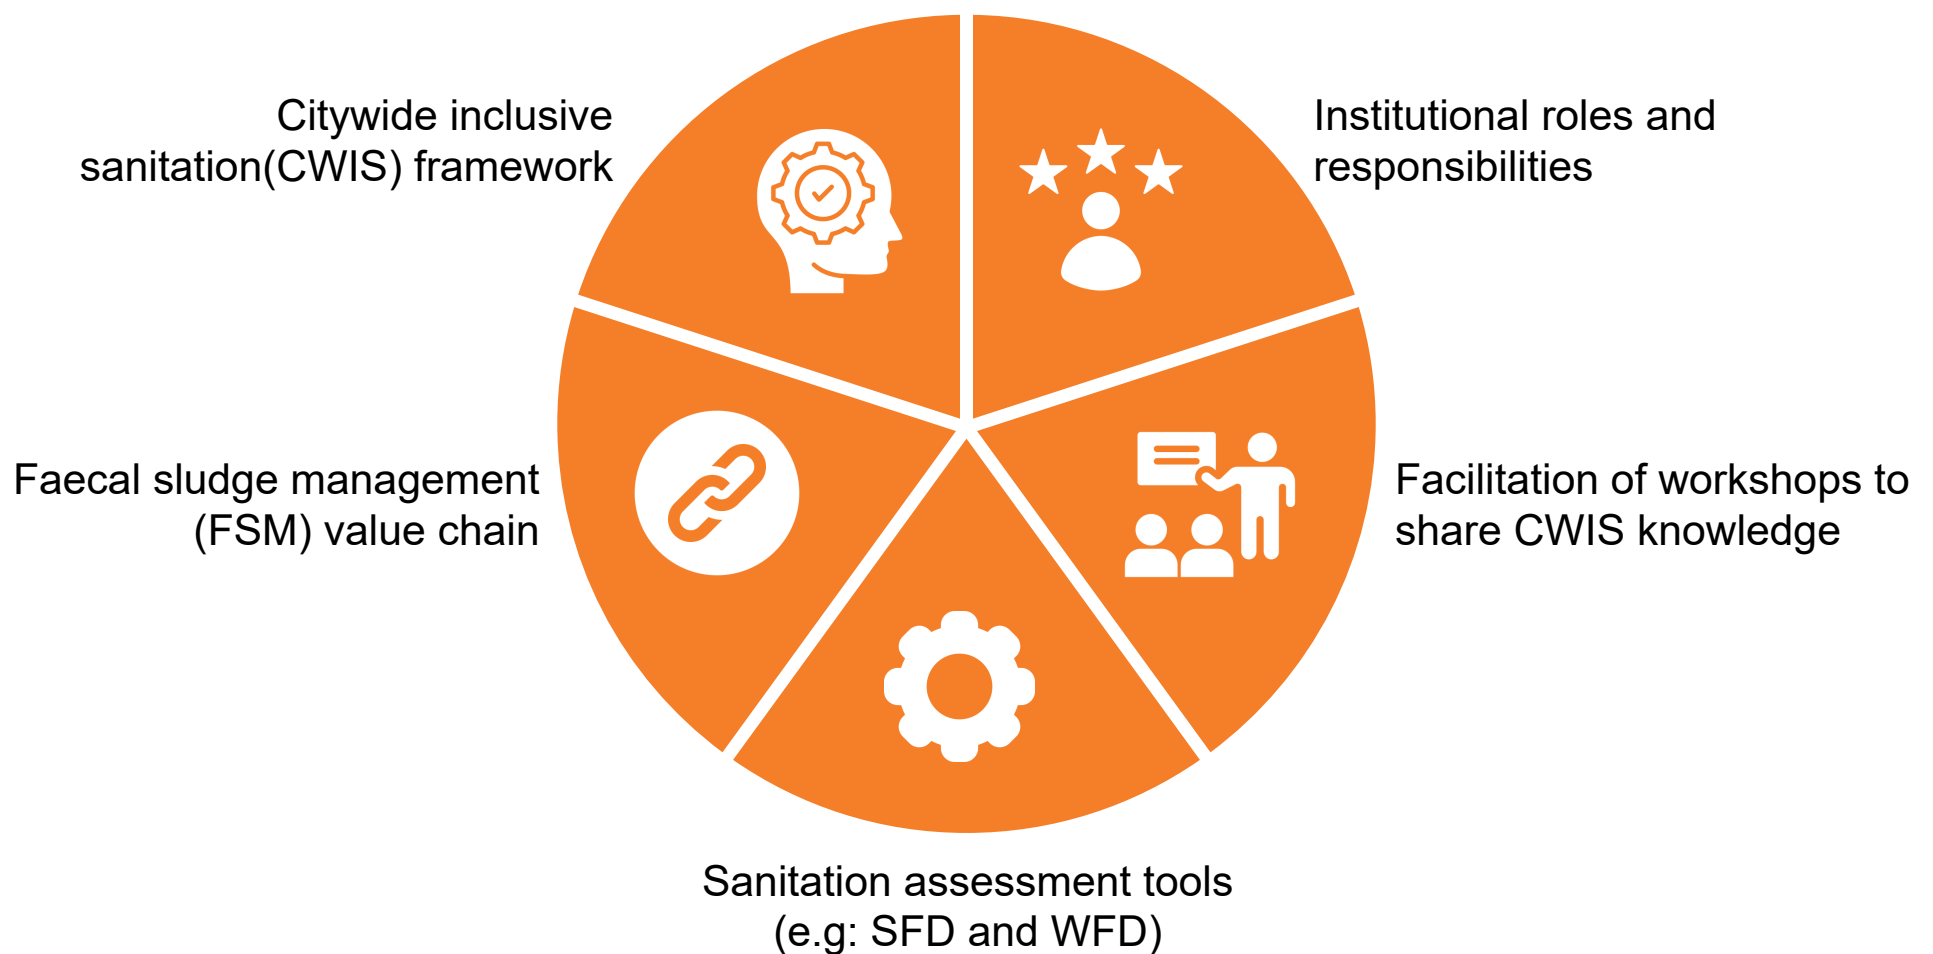 Citywide inclusive
sanitation(CWIS) framework
Institutional roles and
responsibilities
Faecal sludge management
(FSM) value chain
Facilitation of workshops to
share CWIS knowledge
Sanitation assessment tools
(e.g: SFD and WFD)